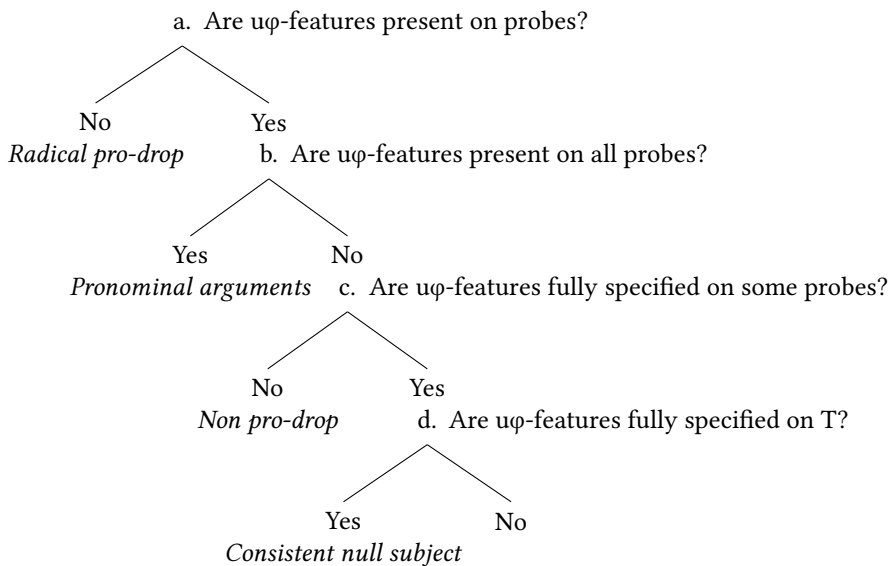 a. Are uφ-features present on probes?
No Yes
Radical pro-drop b. Are uφ-features present on all probes?
Yes No
Pronominal arguments c. Are uφ-features fully specified on some probes?
No Yes
Non pro-drop d. Are uφ-features fully specified on T?
Yes No
Consistent null subject